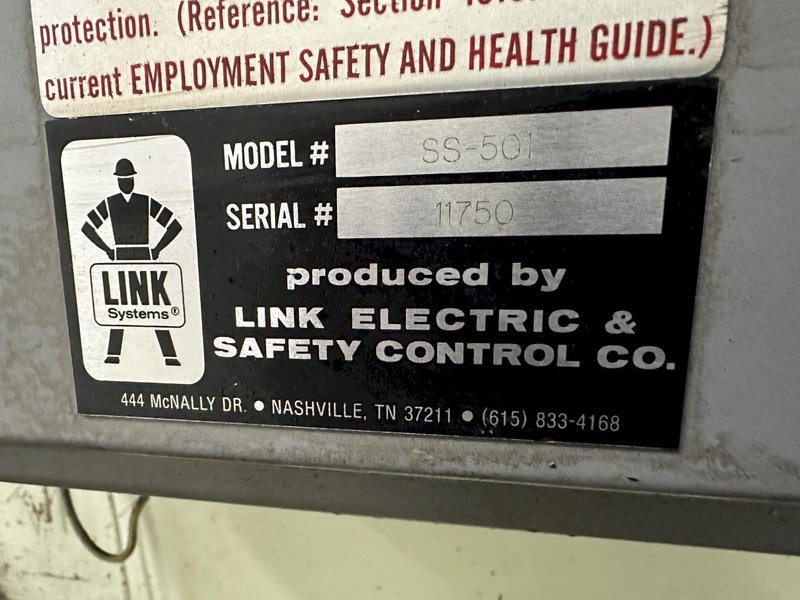 protection. (Reference: Section
current EMPLOYMENT SAFETY AND HEALTH GUIDE.)
MODEL # SS-501
SERIAL # 11750
LINK
Systems®
produced by
LINK ELECTRIC &
SAFETY CONTROL CO.
444 McNALLY DR. ● NASHVILLE, TN 37211 ● (615) 833-4168